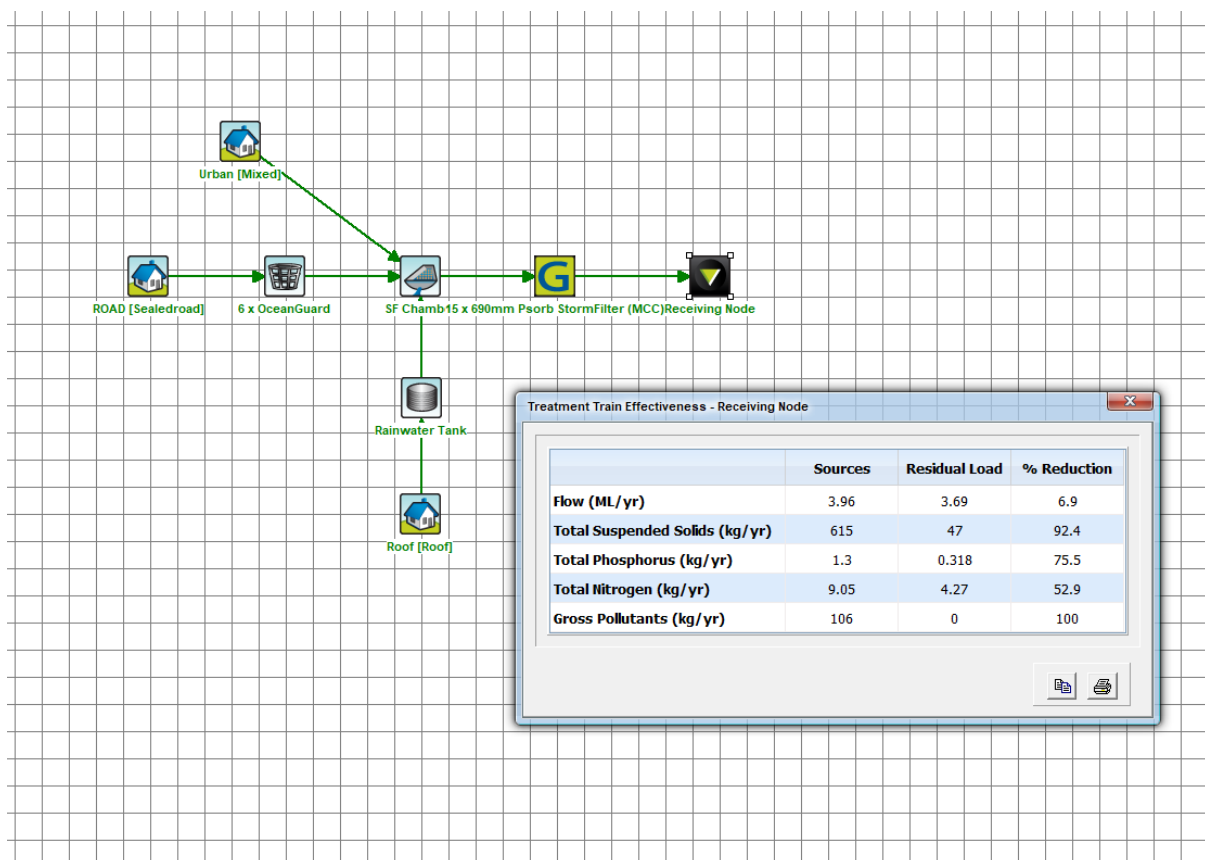 Urban [Mixed]
ROAD [Sealedroad]
6 x OceanGuard
SF Chamb
15 x 690mm Psorb StormFilter (MCC)
Receiving Node
G
Rainwater Tank
Roof [Roof]
Treatment Train Effectiveness - Receiving Node
Sources Residual Load % Reduction
Flow (ML/yr) 3.96 3.69 6.9
Total Suspended Solids (kg/yr) 615 47 92.4
Total Phosphorus (kg/yr) 1.3 0.318 75.5
Total Nitrogen (kg/yr) 9.05 4.27 52.9
Gross Pollutants (kg/yr) 106 0 100